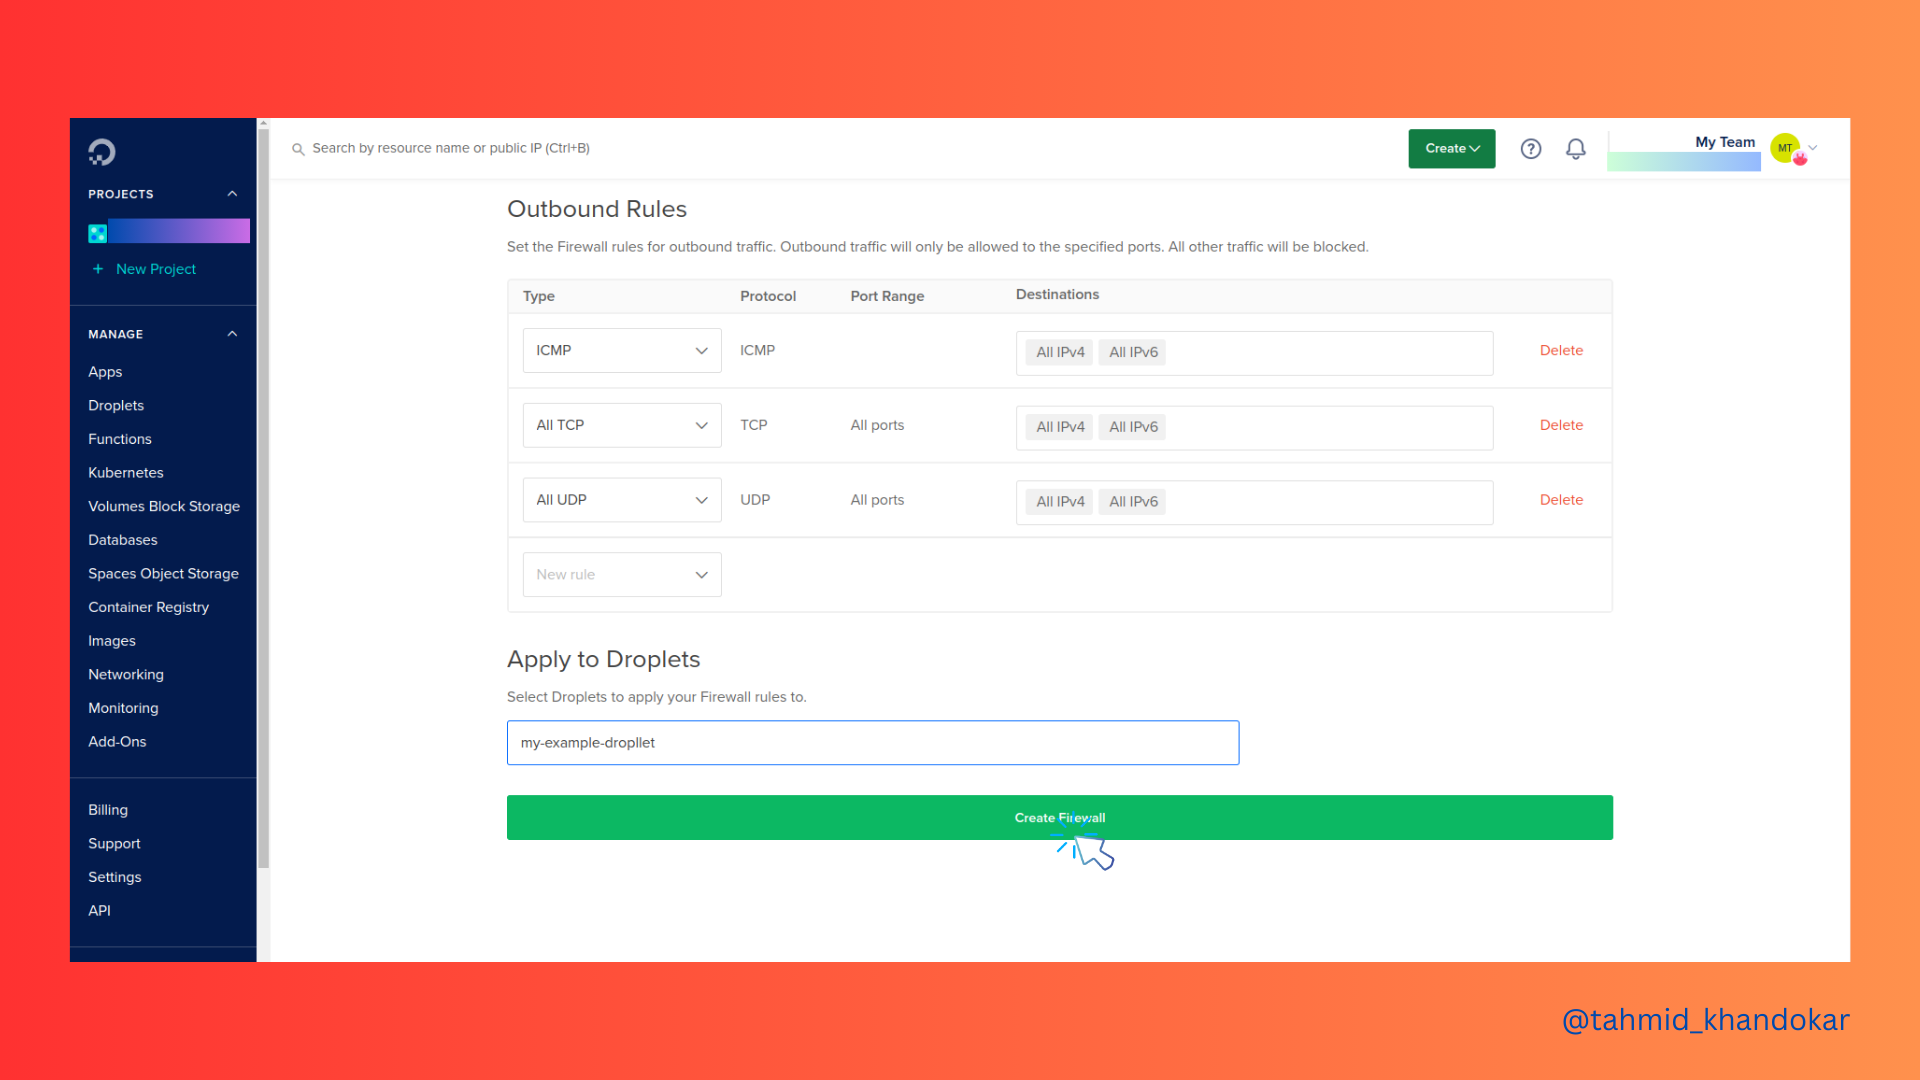 Search by resource name or public IP (Ctrl+B)
Create
?
My Team
MT
PROJECTS
+ New Project
MANAGE
Apps
Droplets
Functions
Kubernetes
Volumes Block Storage
Databases
Spaces Object Storage
Container Registry
Images
Networking
Monitoring
Add-Ons
Billing
Support
Settings
API
Outbound Rules
Set the Firewall rules for outbound traffic. Outbound traffic will only be allowed to the specified ports. All other traffic will be blocked.
Type Protocol Port Range Destinations
ICMP ICMP All IPv4 All IPv6 Delete
All TCP TCP All ports All IPv4 All IPv6 Delete
All UDP UDP All ports All IPv4 All IPv6 Delete
New rule
Apply to Droplets
Select Droplets to apply your Firewall rules to.
my-example-dropllet
Create Firewall
@tahmid_khandokar